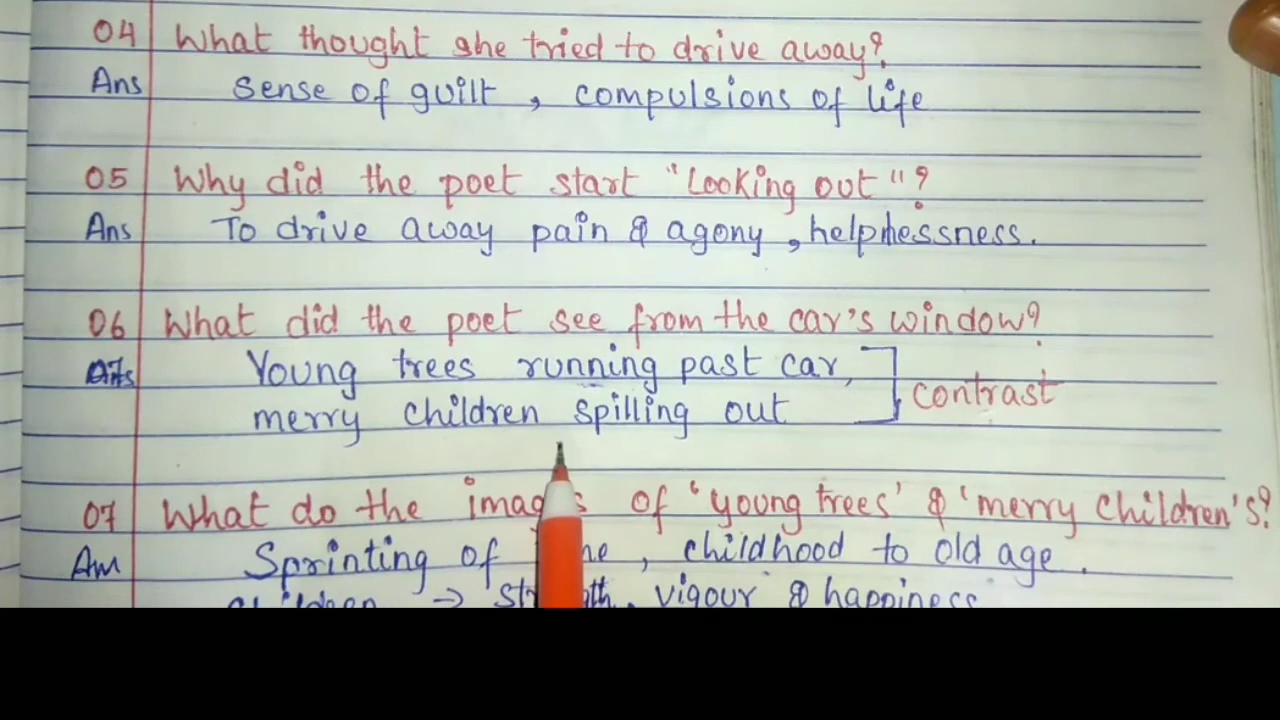 04 What thought she tried to drive away?
Ans Sense of guilt, compulsions of life
05 Why did the poet start "Looking out"?
Ans To drive away pain & agony, helplessness.
06 What did the poet see from the car's window?
Ans Young trees running past car,
merry children spilling out
contrast
07 What do the of 'young trees' & 'merry children's?
Ans Sprinting of , childhood to old age.
children → vigour & happiness